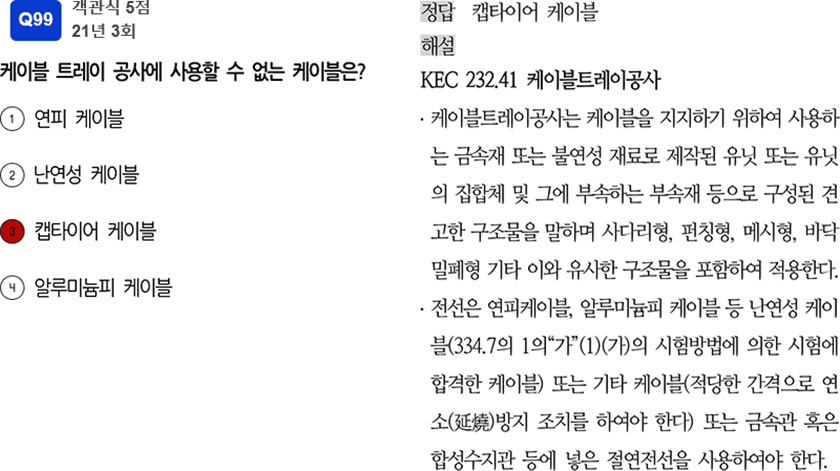 Q99
객관식 5점
21년 3회
케이블 트레이 공사에 사용할 수 없는 케이블은?
1 연피 케이블
2 난연성 케이블
3 캡타이어 케이블
4 알루미늄피 케이블
정답 캡타이어 케이블
해설
KEC 232.41 케이블트레이공사
· 케이블트레이공사는 케이블을 지지하기 위하여 사용하
는 금속재 또는 불연성 재료로 제작된 유닛 또는 유닛
의 집합체 및 그에 부속하는 부속재 등으로 구성된 견
고한 구조물을 말하며 사다리형, 펀칭형, 메시형, 바닥
밀폐형 기타 이와 유사한 구조물을 포함하여 적용한다.
· 전선은 연피케이블, 알루미늄피 케이블 등 난연성 케이
블(334.7의 1의“가”(1)(가)의 시험방법에 의한 시험에
합격한 케이블) 또는 기타 케이블(적당한 간격으로 연
소(延燒)방지 조치를 하여야 한다) 또는 금속관 혹은
합성수지관 등에 넣은 절연전선을 사용하여야 한다.